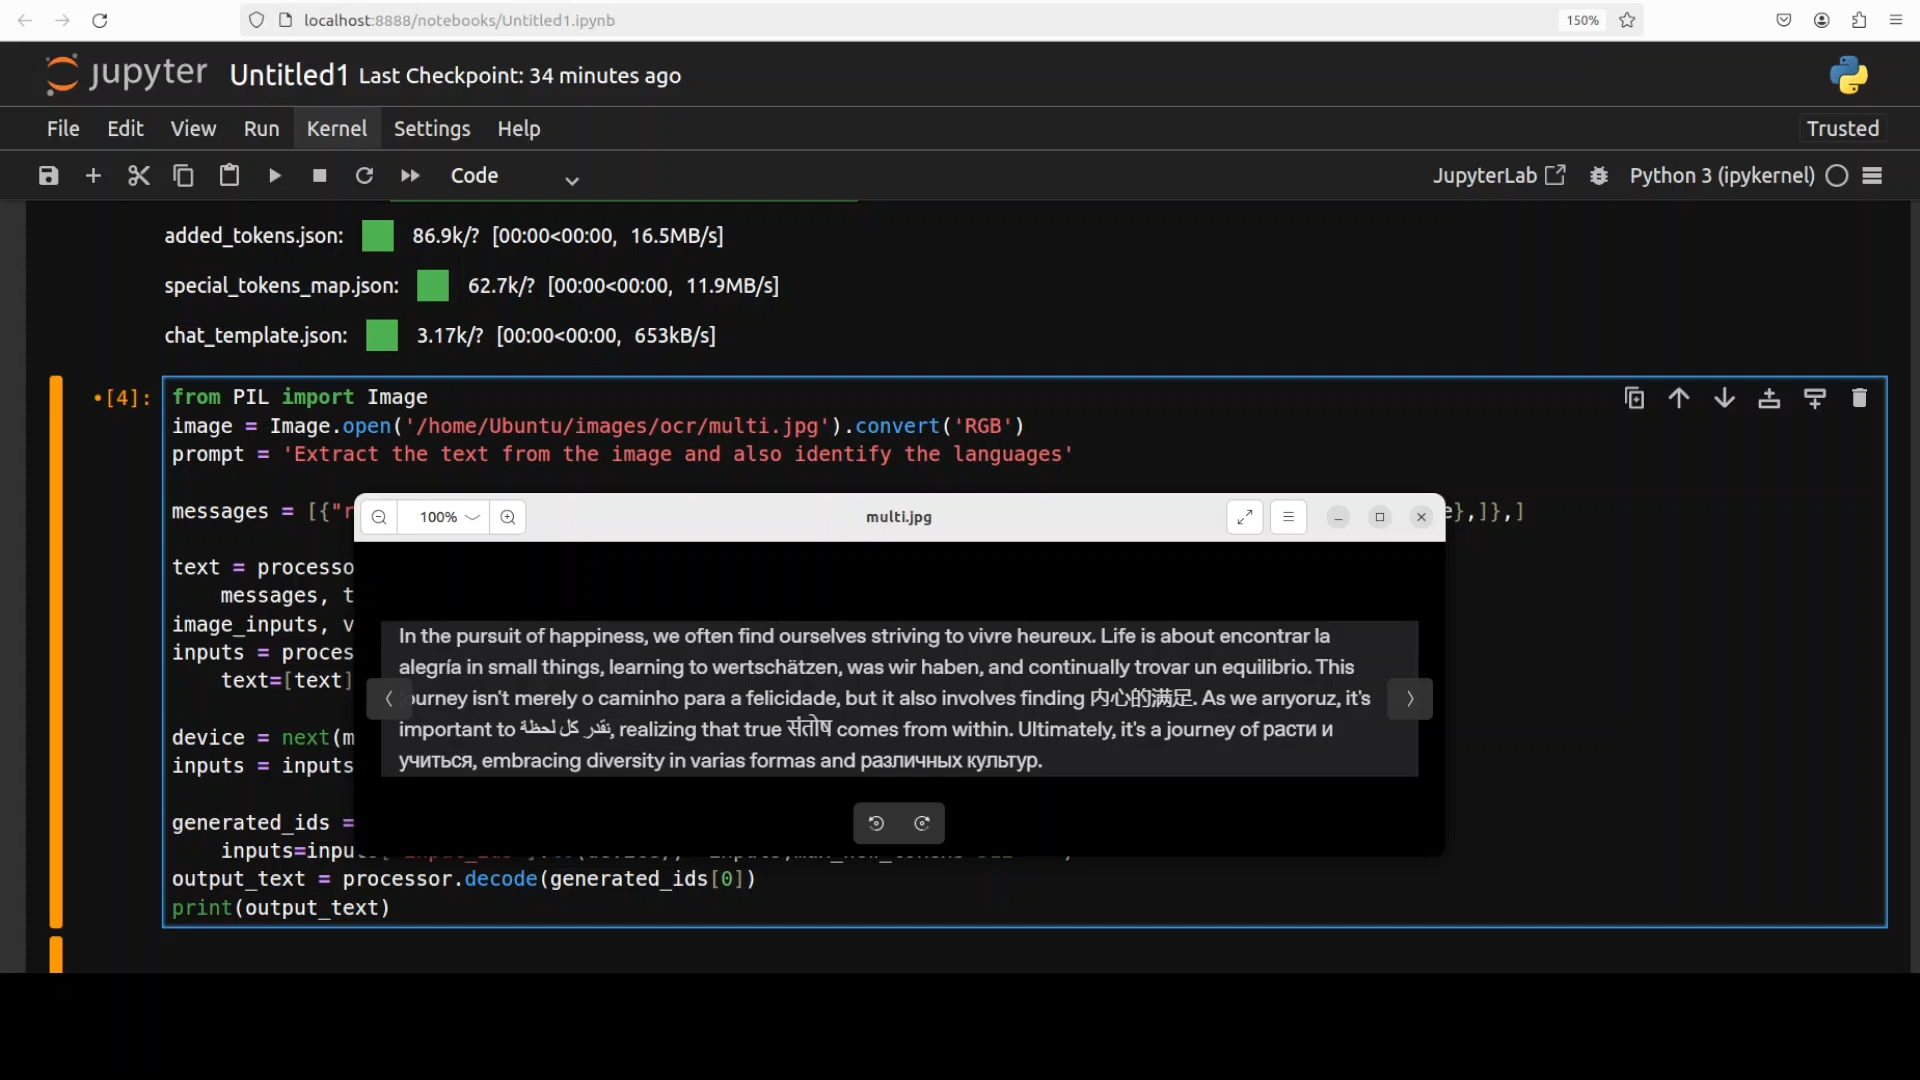 localhost:8888/notebooks/Untitled1.ipynb
150%
jupyter Untitled1 Last Checkpoint: 34 minutes ago
File Edit View Run Kernel Settings Help Trusted
Code JupyterLab Python 3 (ipykernel)
added_tokens.json: 86.9k/? [00:00<00:00, 16.5MB/s]
special_tokens_map.json: 62.7k/? [00:00<00:00, 11.9MB/s]
chat_template.json: 3.17k/? [00:00<00:00, 653kB/s]
•[4]: from PIL import Image
image = Image.open('/home/Ubuntu/images/ocr/multi.jpg').convert('RGB')
prompt = 'Extract the text from the image and also identify the languages'
messages = [{"r e},]},]
100% multi.jpg
text = processo
messages, t
image_inputs, v
inputs = proces
text=[text]
In the pursuit of happiness, we often find ourselves striving to vivre heureux. Life is about encontrar la
alegría in small things, learning to wertschätzen, was wir haben, and continually trovar un equilibrio. This
ourney isn't merely o caminho para a felicidade, but it also involves finding 内心的满足. As we arıyoruz, it's
important to نقدّر كل لحظة, realizing that true संतोष comes from within. Ultimately, it's a journey of расти и
учиться, embracing diversity in varias formas and различных культур.
device = next(m
inputs = inputs
generated_ids =
inputs=inpu
output_text = processor.decode(generated_ids[0])
print(output_text)